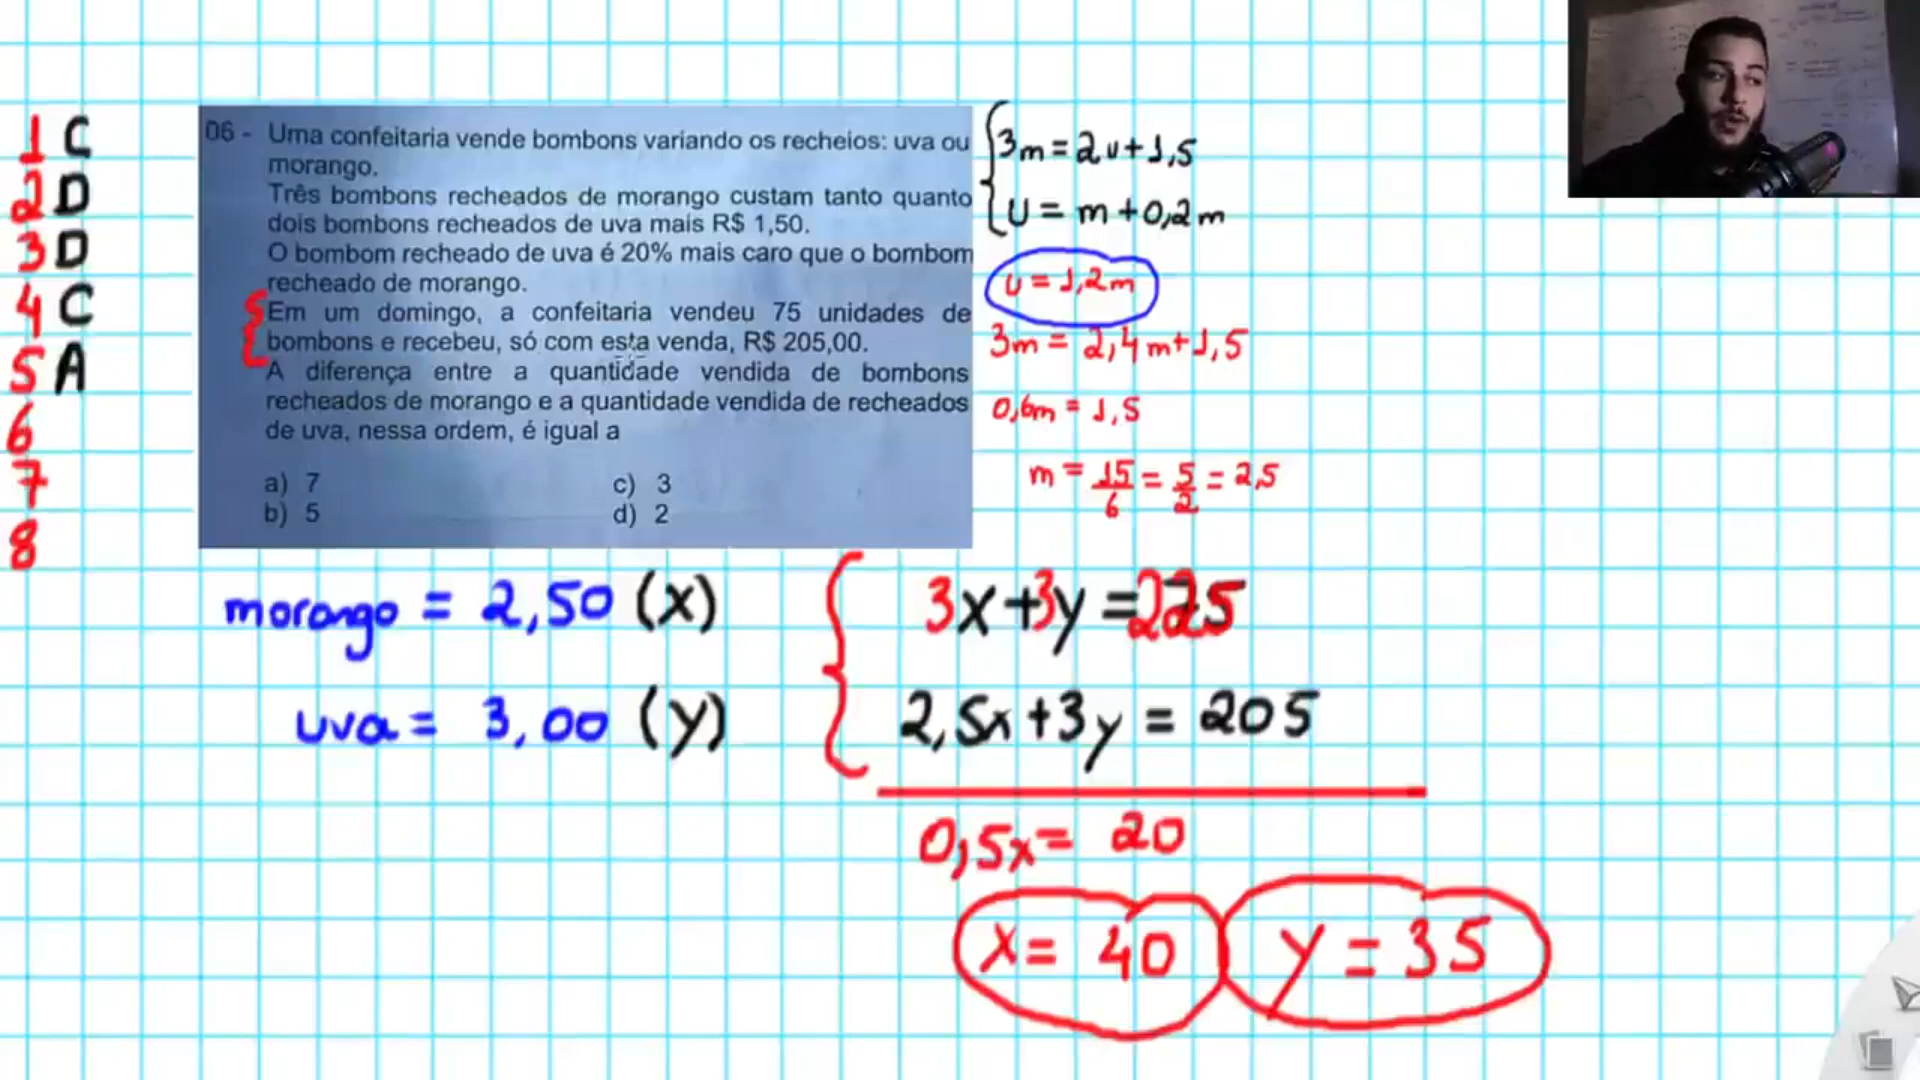 1 C
2 D
3 D
4 C
5 A
6
7
8
06 - Uma confeitaria vende bombons variando os recheios: uva ou
morango.
Três bombons recheados de morango custam tanto quanto
dois bombons recheados de uva mais R$ 1,50.
O bombom recheado de uva é 20% mais caro que o bombom
recheado de morango.
Em um domingo, a confeitaria vendeu 75 unidades de
bombons e recebeu, só com esta venda, R$ 205,00.
A diferença entre a quantidade vendida de bombons
recheados de morango e a quantidade vendida de recheados
de uva, nessa ordem, é igual a
a) 7
b) 5
c) 3
d) 2
3m = 2u+1,5
u = m+0,2m
u = 1,2m
3m = 2,4m+1,5
0,6m = 1,5
m = 15/6 = 5/2 = 2,5
morango = 2,50 (x)
uva = 3,00 (y)
3x+3y=225
2,5x+3y = 205
0,5x = 20
x = 40
y = 35